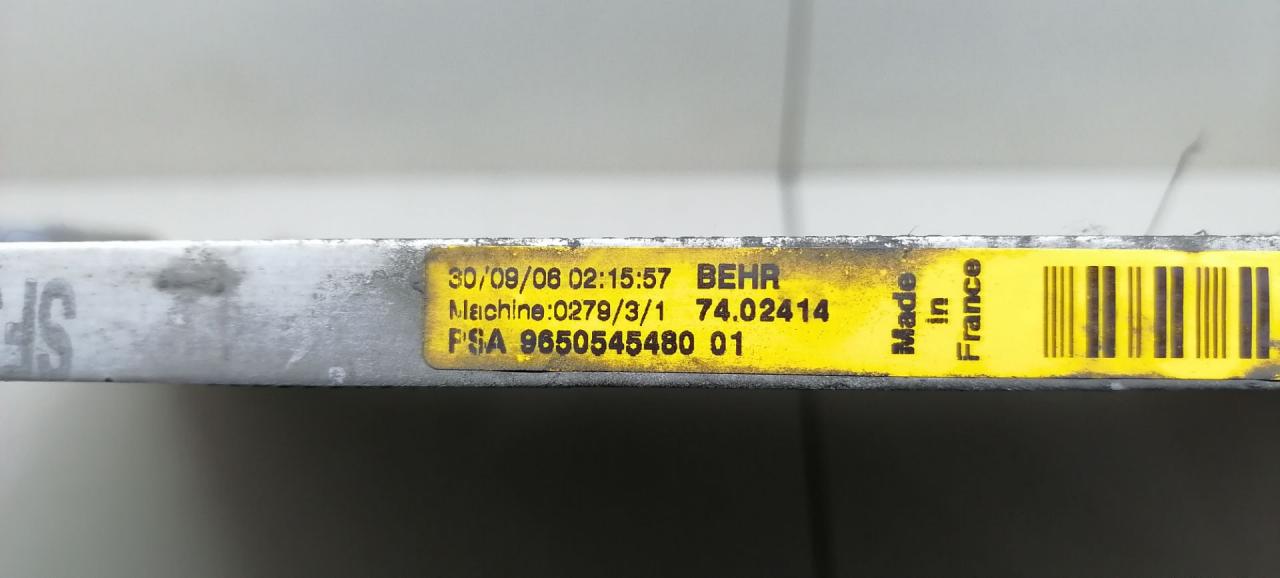 30/09/06 02:15:57 BEHR
Machine:0279/3/1 74.02414
PSA 9650545480 01
Made
in
France